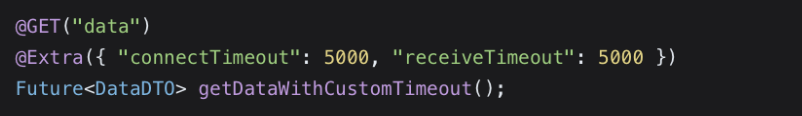 @GET("data")
@Extra({ "connectTimeout": 5000, "receiveTimeout": 5000 })
Future<DataDTO> getDataWithCustomTimeout();